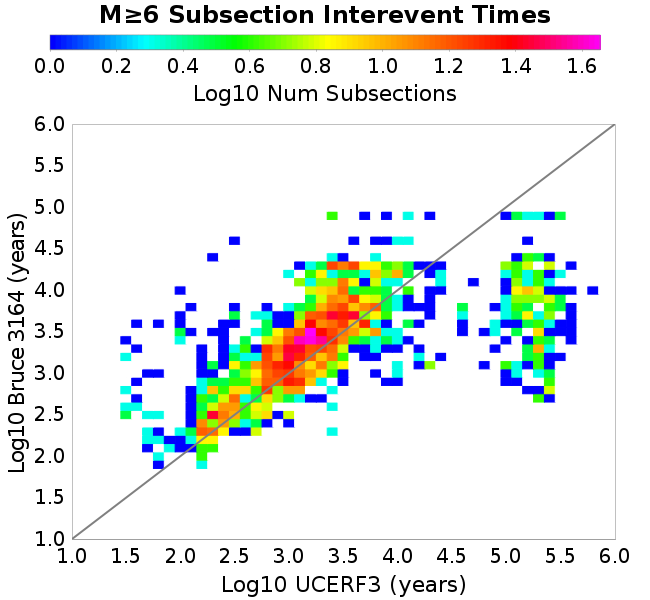 M≥6 Subsection Interevent Times
0.0 0.2 0.4 0.6 0.8 1.0 1.2 1.4 1.6
Log10 Num Subsections
Log10 Bruce 3164 (years)
6.0
5.5
5.0
4.5
4.0
3.5
3.0
2.5
2.0
1.5
1.0
1.0 1.5 2.0 2.5 3.0 3.5 4.0 4.5 5.0 5.5 6.0
Log10 UCERF3 (years)